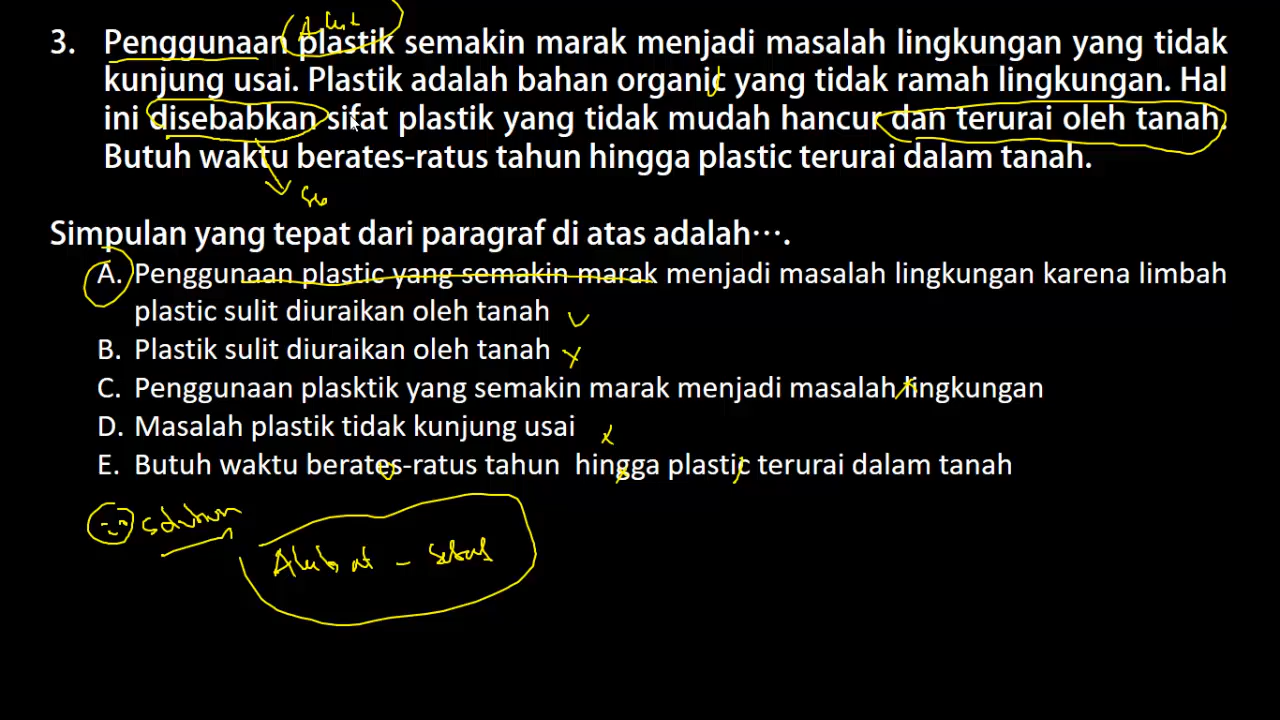 3. Penggunaan plastik semakin marak menjadi masalah lingkungan yang tidak
kunjung usai. Plastik adalah bahan organic yang tidak ramah lingkungan. Hal
ini disebabkan sifat plastik yang tidak mudah hancur dan terurai oleh tanah.
Butuh waktu berates-ratus tahun hingga plastic terurai dalam tanah.
Simpulan yang tepat dari paragraf di atas adalah….
A. Penggunaan plastic yang semakin marak menjadi masalah lingkungan karena limbah
plastic sulit diuraikan oleh tanah
B. Plastik sulit diuraikan oleh tanah
C. Penggunaan plasktik yang semakin marak menjadi masalah lingkungan
D. Masalah plastik tidak kunjung usai
E. Butuh waktu berates-ratus tahun hingga plastic terurai dalam tanah